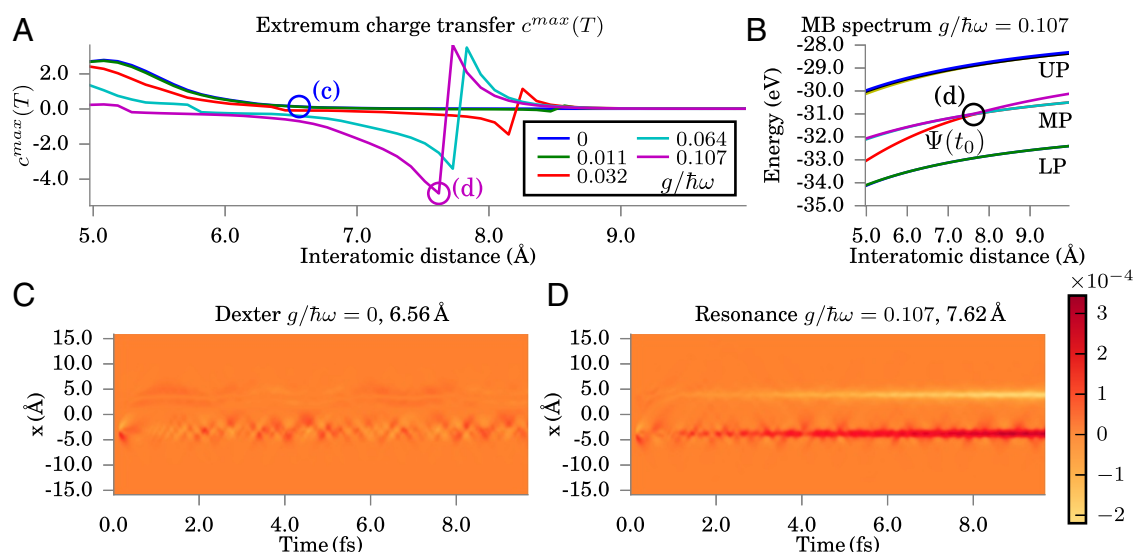 A
Extremum charge transfer c^{max}(T)
c^{max}(T)
2.0
0.0
-2.0
-4.0
(c)
(d)
0
0.011
0.032
0.064
0.107
g/ħω
5.0 6.0 7.0 8.0 9.0
Interatomic distance (Å)
B
MB spectrum g/ħω = 0.107
Energy (eV)
-28.0
-29.0
-30.0
-31.0
-32.0
-33.0
-34.0
-35.0
UP
(d)
MP
Ψ(t₀)
LP
5.0 6.0 7.0 8.0 9.0
Interatomic distance (Å)
C
Dexter g/ħω = 0, 6.56 Å
x (Å)
15.0
10.0
5.0
0.0
-5.0
-10.0
-15.0
0.0 2.0 4.0 6.0 8.0
Time (fs)
D
Resonance g/ħω = 0.107, 7.62 Å
x (Å)
15.0
10.0
5.0
0.0
-5.0
-10.0
-15.0
0.0 2.0 4.0 6.0 8.0
Time (fs)
×10⁻⁴
3
2
1
0
−1
−2